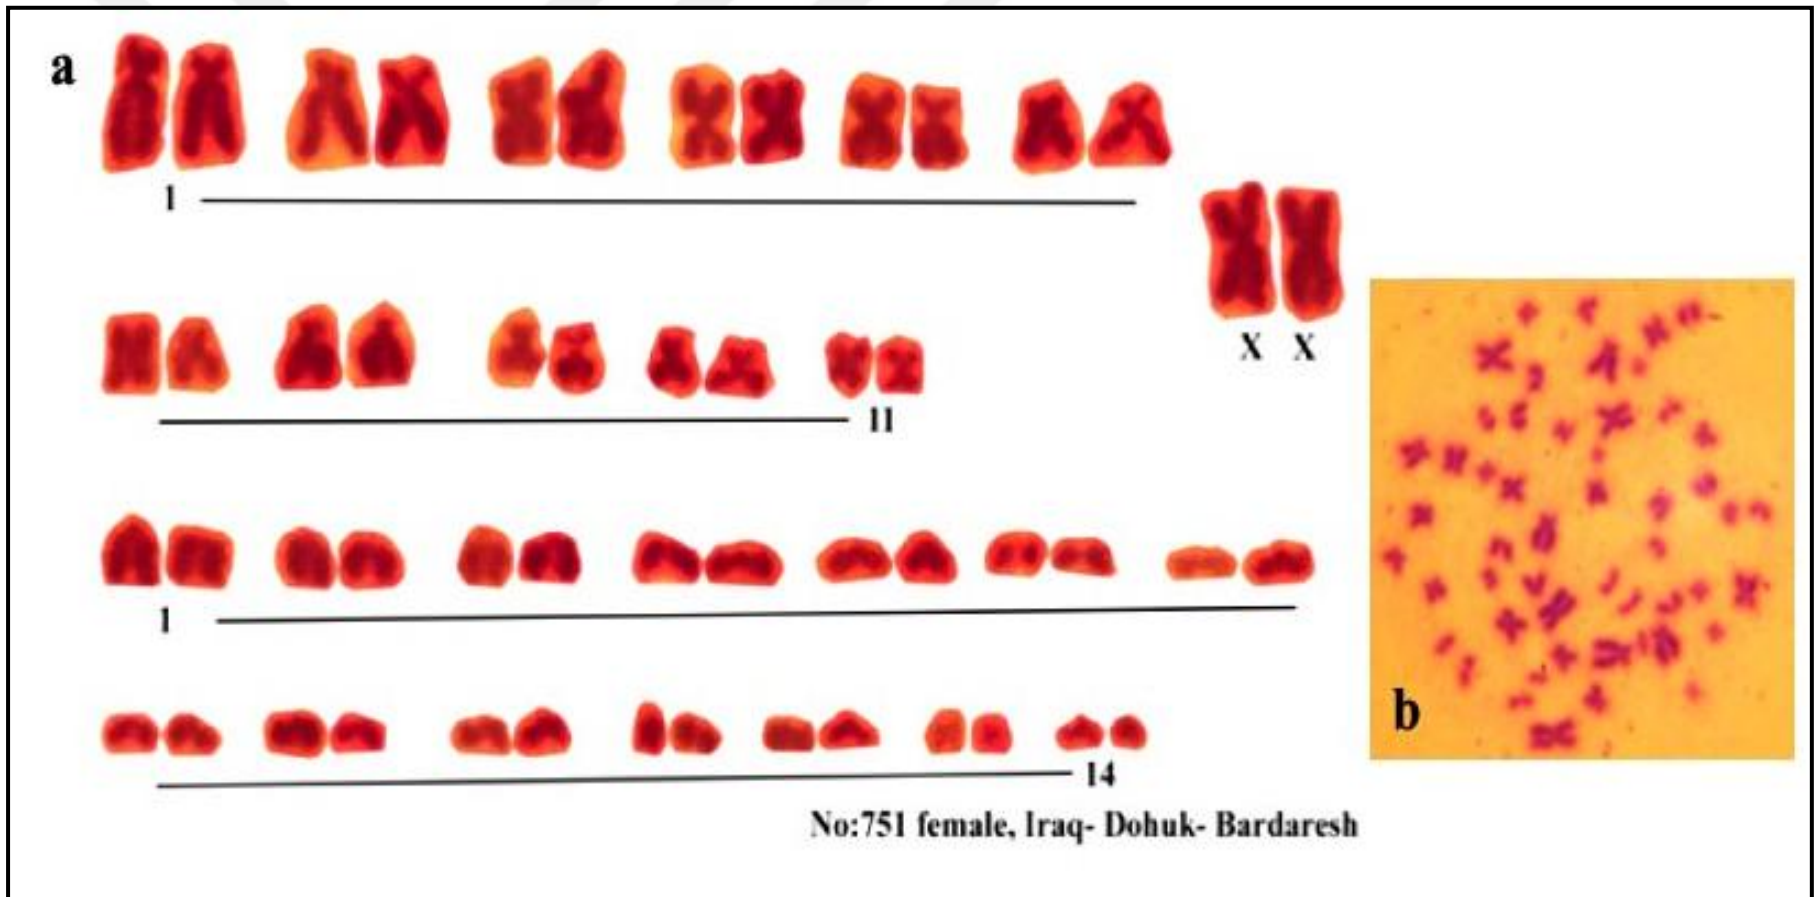 a
1
X X
11
1
b
14
No:751 female, Iraq- Dohuk- Bardaresh